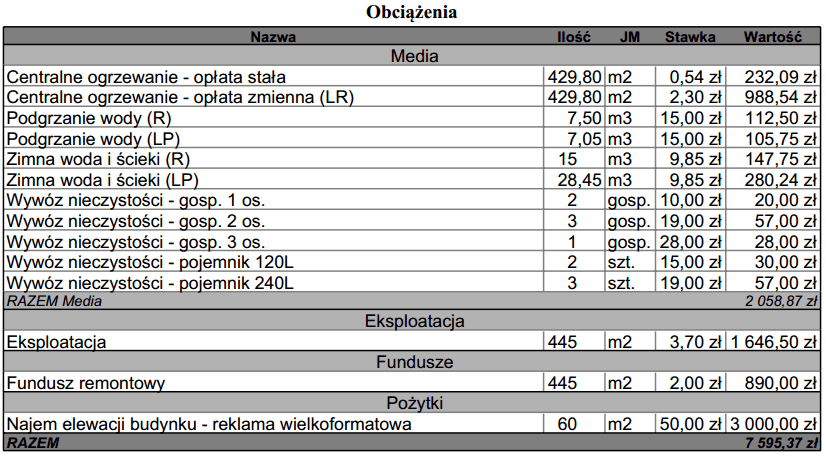 Obciążenia
Nazwa Ilość JM Stawka Wartość
Media
Centralne ogrzewanie - opłata stała 429,80 m2 0,54 zł 232,09 zł
Centralne ogrzewanie - opłata zmienna (LR) 429,80 m2 2,30 zł 988,54 zł
Podgrzanie wody (R) 7,50 m3 15,00 zł 112,50 zł
Podgrzanie wody (LP) 7,05 m3 15,00 zł 105,75 zł
Zimna woda i ścieki (R) 15 m3 9,85 zł 147,75 zł
Zimna woda i ścieki (LP) 28,45 m3 9,85 zł 280,24 zł
Wywóz nieczystości - gosp. 1 os. 2 gosp. 10,00 zł 20,00 zł
Wywóz nieczystości - gosp. 2 os. 3 gosp. 19,00 zł 57,00 zł
Wywóz nieczystości - gosp. 3 os. 1 gosp. 28,00 zł 28,00 zł
Wywóz nieczystości - pojemnik 120L 2 szt. 15,00 zł 30,00 zł
Wywóz nieczystości - pojemnik 240L 3 szt. 19,00 zł 57,00 zł
RAZEM Media 2 058,87 zł
Eksploatacja
Eksploatacja 445 m2 3,70 zł 1 646,50 zł
Fundusze
Fundusz remontowy 445 m2 2,00 zł 890,00 zł
Pożytki
Najem elewacji budynku - reklama wielkoformatowa 60 m2 50,00 zł 3 000,00 zł
RAZEM 7 595,37 zł